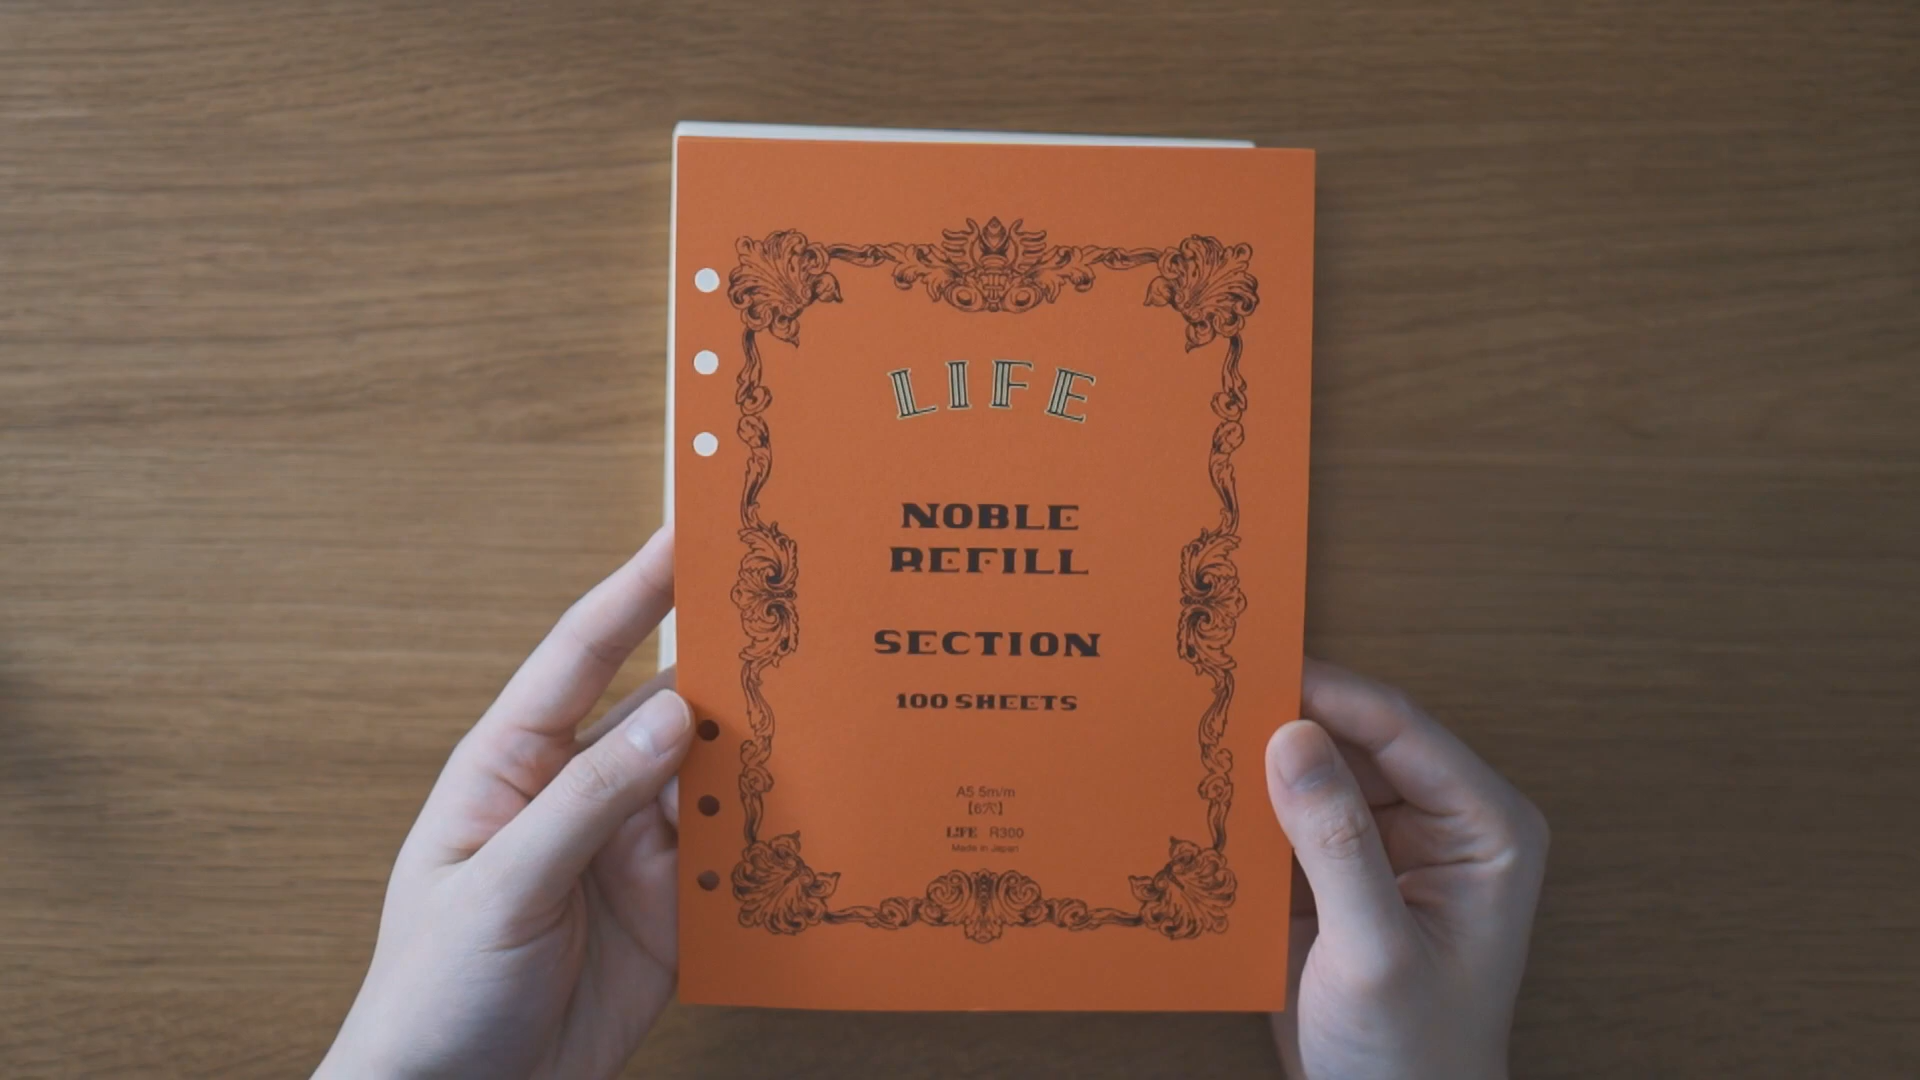 LIFE
NOBLE
REFILL
SECTION
100 SHEETS
A5 5m/m
【6穴】
LIFE R300
Made in Japan